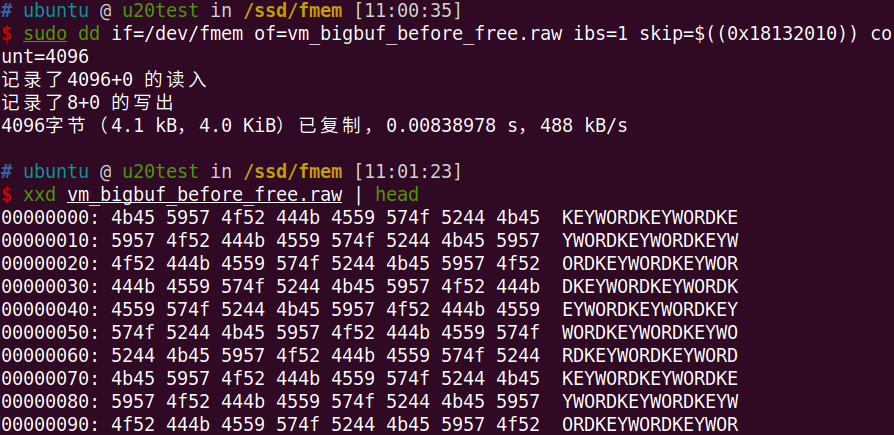 # ubuntu @ u20test in /ssd/fmem [11:00:35]
$ sudo dd if=/dev/fmem of=vm_bigbuf_before_free.raw ibs=1 skip=$((0x18132010)) co
unt=4096
记录了4096+0 的读入
记录了8+0 的写出
4096字节（4.1 kB，4.0 KiB）已复制，0.00838978 s，488 kB/s
# ubuntu @ u20test in /ssd/fmem [11:01:23]
$ xxd vm_bigbuf_before_free.raw | head
00000000: 4b45 5957 4f52 444b 4559 574f 5244 4b45  KEYWORDKEYWORDKE
00000010: 5957 4f52 444b 4559 574f 5244 4b45 5957  YWORDKEYWORDKEYW
00000020: 4f52 444b 4559 574f 5244 4b45 5957 4f52  ORDKEYWORDKEYWOR
00000030: 444b 4559 574f 5244 4b45 5957 4f52 444b  DKEYWORDKEYWORDK
00000040: 4559 574f 5244 4b45 5957 4f52 444b 4559  EYWORDKEYWORDKEY
00000050: 574f 5244 4b45 5957 4f52 444b 4559 574f  WORDKEYWORDKEYWO
00000060: 5244 4b45 5957 4f52 444b 4559 574f 5244  RDKEYWORDKEYWORD
00000070: 4b45 5957 4f52 444b 4559 574f 5244 4b45  KEYWORDKEYWORDKE
00000080: 5957 4f52 444b 4559 574f 5244 4b45 5957  YWORDKEYWORDKEYW
00000090: 4f52 444b 4559 574f 5244 4b45 5957 4f52  ORDKEYWORDKEYWOR